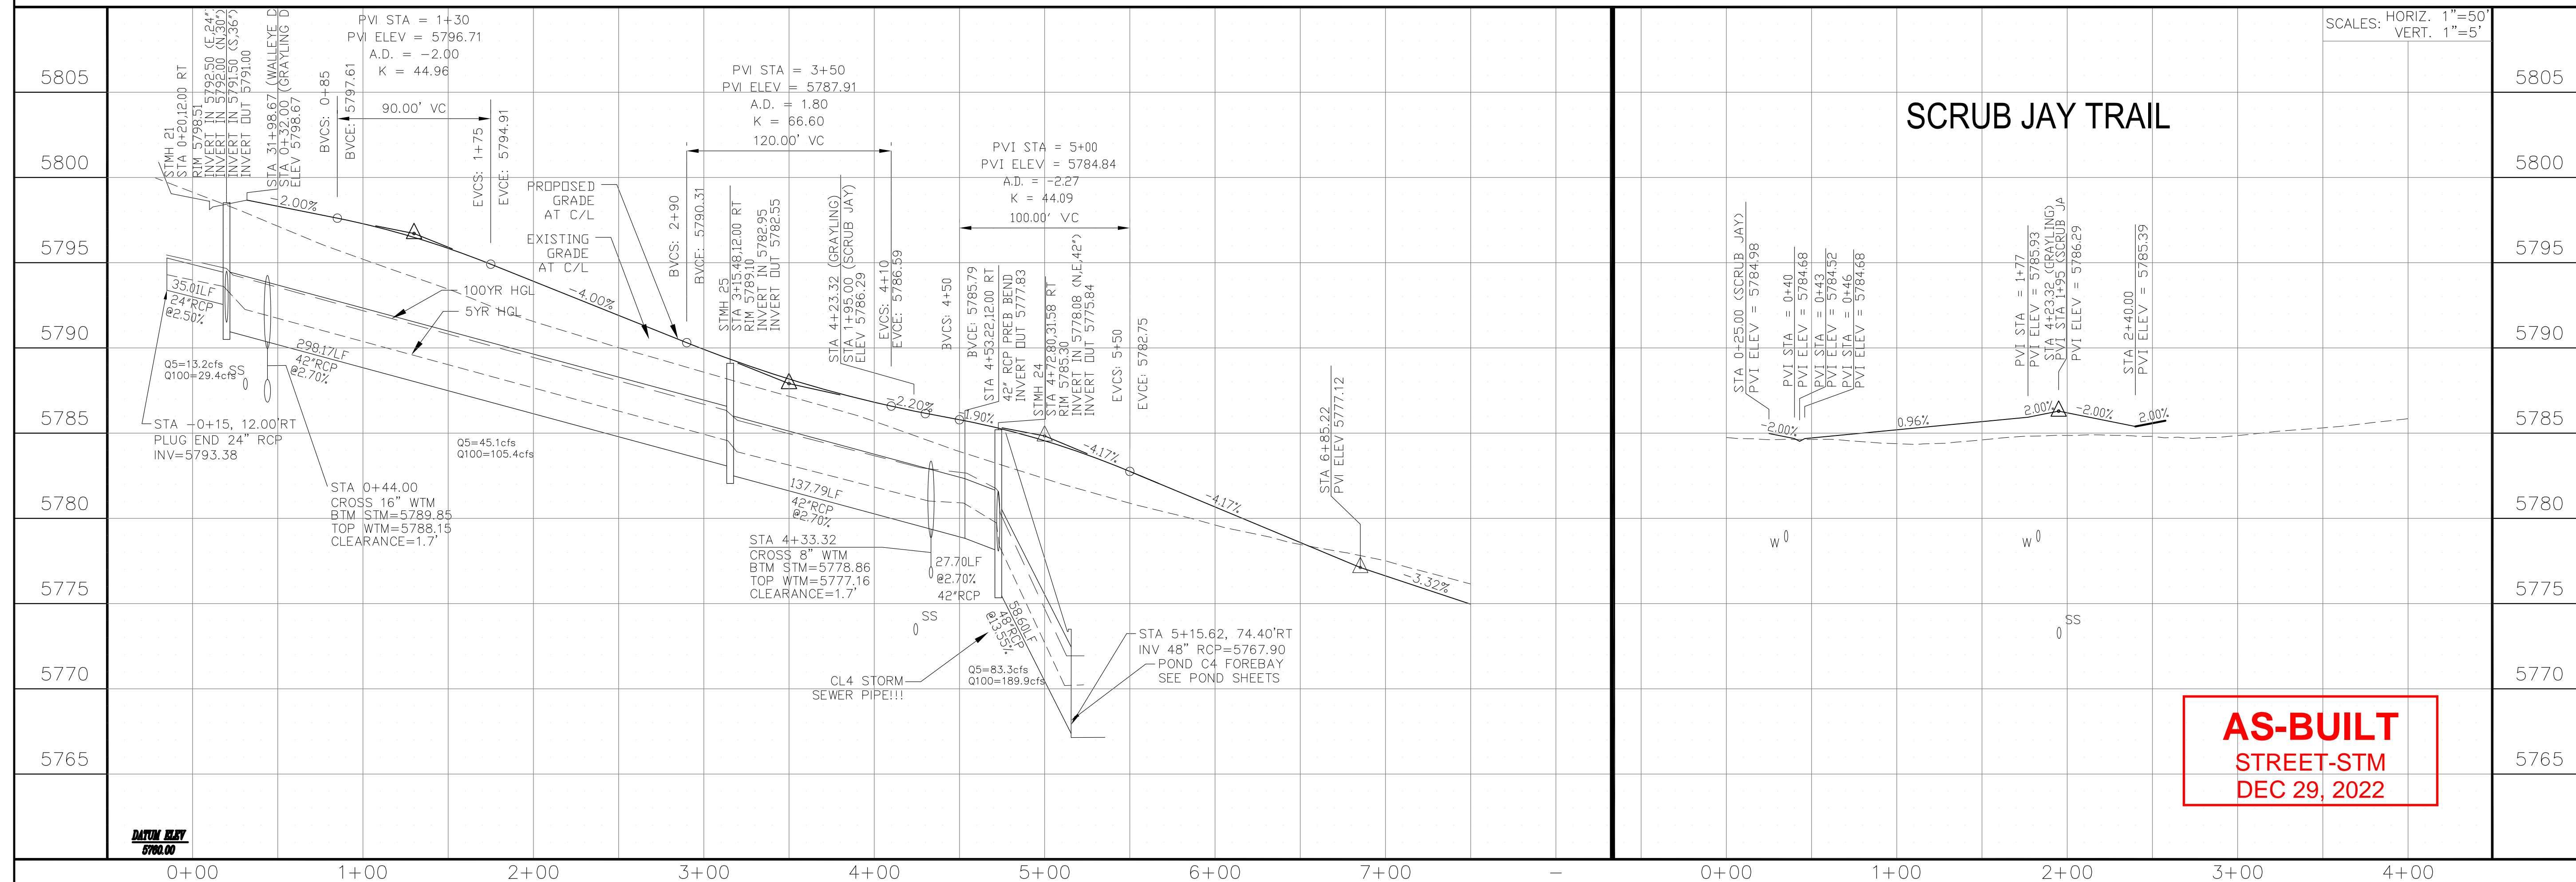 SCALES: HORIZ. 1"=50'
VERT. 1"=5'
SCRUB JAY TRAIL
5805
5800
5795
5790
5785
5780
5775
5770
5765
DATUM ELEV
5760.00
STMH 21
STA 0+20,12.00 RT
RIM 5798.51
INVERT IN 5792.50 (E,24"
INVERT IN 5792.00 (N,30")
INVERT IN 5791.50 (S,36")
INVERT OUT 5791.00
STA 31+98.67 (WALLEYE D
STA 0+32.00 (GRAYLING D
ELEV 5798.67
BVCS: 0+85
BVCE: 5797.61
PVI STA = 1+30
PVI ELEV = 5796.71
A.D. = -2.00
K = 44.96
90.00' VC
EVCS: 1+75
EVCE: 5794.91
-2.00%
PROPOSED
GRADE
AT C/L
EXISTING
GRADE
AT C/L
-4.00%
PVI STA = 3+50
PVI ELEV = 5787.91
A.D. = 1.80
K = 66.60
120.00' VC
BVCS: 2+90
BVCE: 5790.31
STMH 25
STA 3+15.48,12.00 RT
RIM 5789.10
INVERT IN 5782.95
INVERT OUT 5782.55
STA 4+23.32 (GRAYLING)
STA 1+95.00 (SCRUB JAY)
ELEV 5786.29
EVCS: 4+10
EVCE: 5786.59
-2.20%
PVI STA = 5+00
PVI ELEV = 5784.84
A.D. = -2.27
K = 44.09
100.00' VC
BVCS: 4+50
BVCE: 5785.79
STA 4+53.22,12.00 RT
42" RCP PREB BEND
INVERT OUT 5777.83
STMH 24
STA 4+72.80,31.58 RT
RIM 5785.30
INVERT IN 5778.08 (N,E,42")
INVERT OUT 5775.84
EVCS: 5+50
EVCE: 5782.75
-1.90%
-4.17%
-4.17%
STA 6+85.22
PVI ELEV 5777.12
-3.32%
35.01LF
24"RCP
@2.50%
100YR HGL
5YR HGL
298.17LF
42"RCP
@2.70%
Q5=13.2cfs
Q100=29.4cfs
SS
STA -0+15, 12.00'RT
PLUG END 24" RCP
INV=5793.38
STA 0+44.00
CROSS 16" WTM
BTM STM=5789.85
TOP WTM=5788.15
CLEARANCE=1.7'
Q5=45.1cfs
Q100=105.4cfs
137.79LF
42"RCP
@2.70%
STA 4+33.32
CROSS 8" WTM
BTM STM=5778.86
TOP WTM=5777.16
CLEARANCE=1.7'
27.70LF
@2.70%
42"RCP
SS
58.60LF
48"RCP
@13.55%
CL4 STORM
SEWER PIPE!!!
Q5=83.3cfs
Q100=189.9cfs
STA 5+15.62, 74.40'RT
INV 48" RCP=5767.90
POND C4 FOREBAY
SEE POND SHEETS
STA 0+25.00 (SCRUB JAY)
PVI ELEV = 5784.98
PVI STA = 0+40
PVI ELEV = 5784.68
PVI STA = 0+43
PVI ELEV = 5784.52
PVI STA = 0+46
PVI ELEV = 5784.68
PVI STA = 1+77
PVI ELEV = 5785.93
STA 4+23.32 (GRAYLING)
PVI STA 1+95 (SCRUB JA
PVI ELEV = 5786.29
STA 2+40.00
PVI ELEV = 5785.39
-2.00%
0.96%
2.00%
-2.00%
2.00%
W
W
SS
5805
5800
5795
5790
5785
5780
5775
5770
5765
AS-BUILT
STREET-STM
DEC 29, 2022
0+00 1+00 2+00 3+00 4+00 5+00 6+00 7+00 - 0+00 1+00 2+00 3+00 4+00